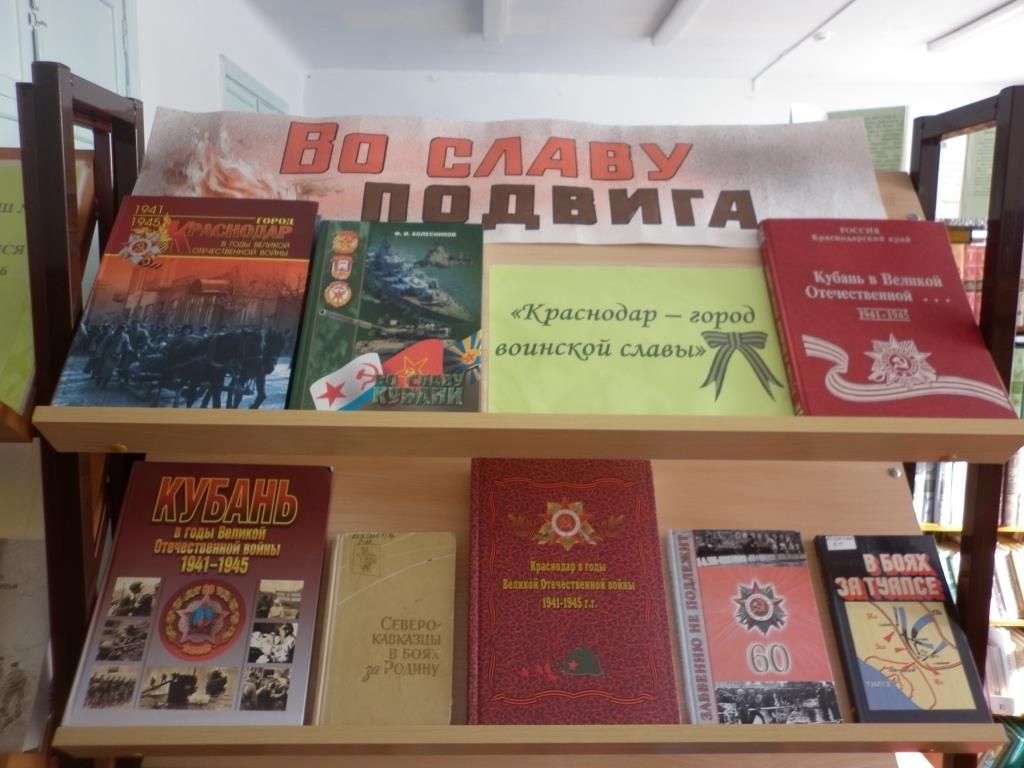 Во славу
подвига
1941
1945
город
Краснодар
в годы Великой
Отечественной войны
Ф. И. Колесников
Во славу
Кубани
«Краснодар – город
воинской славы»
Россия
Краснодарский край
Кубань в Великой
Отечественной ...
1941-1945
Кубань
в годы Великой
Отечественной войны
1941-1945
Северо-
кавказцы
в боях
за Родину
Краснодар в годы
Великой Отечественной войны
1941-1945 г.г.
Забвению не подлежит
60
В боях
за Туапсе
Туапсе